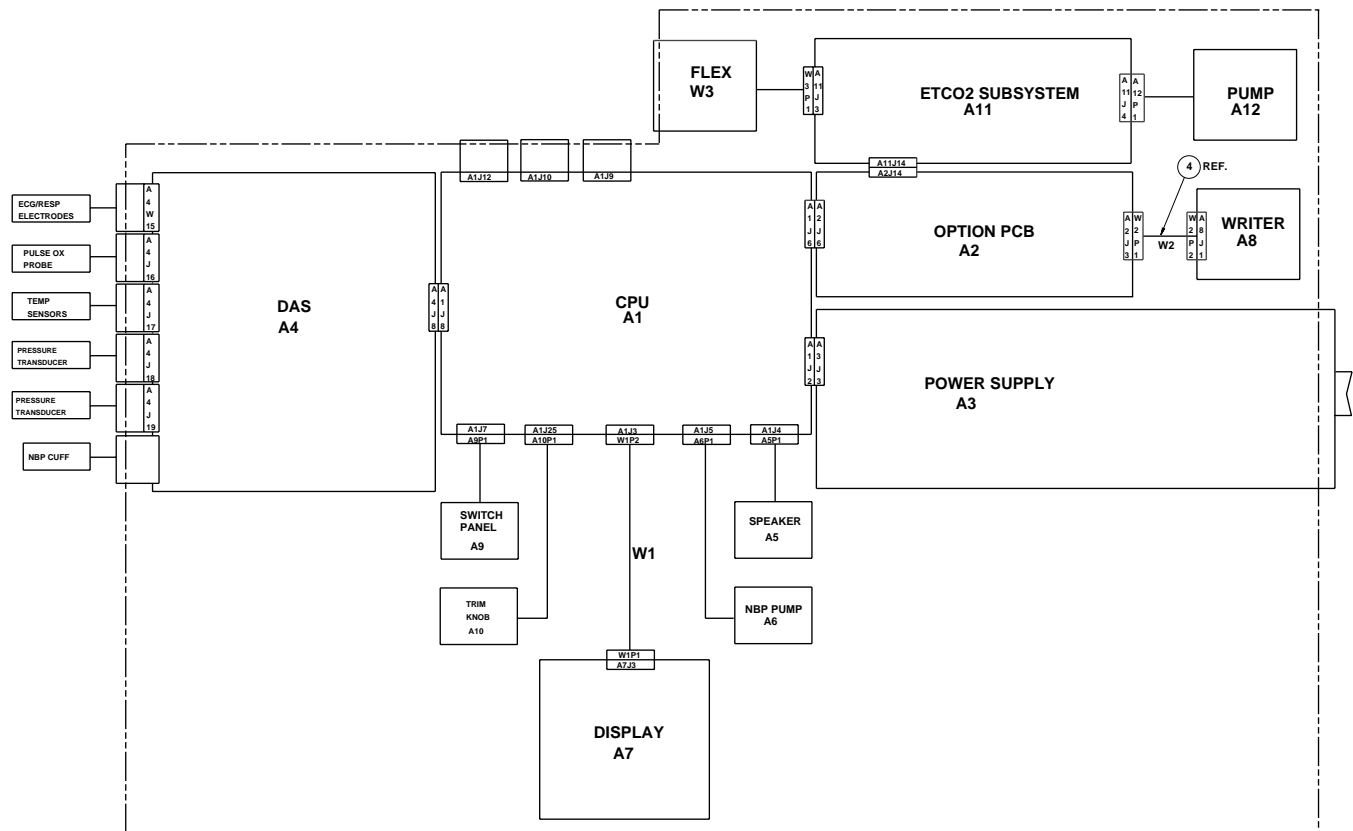 FLEX
W3
W3P1
A11J3
ETCO2 SUBSYSTEM
A11
A11J4
A12P1
PUMP
A12
A11J14
A2J14
4
REF.
A1J12
A1J10
A1J9
ECG/RESP
ELECTRODES
A4W15
PULSE OX
PROBE
A4J16
TEMP
SENSORS
A4J17
PRESSURE
TRANSDUCER
A4J18
PRESSURE
TRANSDUCER
A4J19
NBP CUFF
DAS
A4
A4J8
A1J8
CPU
A1
A1J6
A2J6
OPTION PCB
A2
A2J3
W2P1
W2
W2P2
A8J1
WRITER
A8
A1J2
A3J3
POWER SUPPLY
A3
A1J7
A9P1
A1J25
A10P1
A1J3
W1P2
A1J5
A6P1
A1J4
A5P1
SWITCH
PANEL
A9
SPEAKER
A5
W1
TRIM
KNOB
A10
NBP PUMP
A6
W1P1
A7J3
DISPLAY
A7